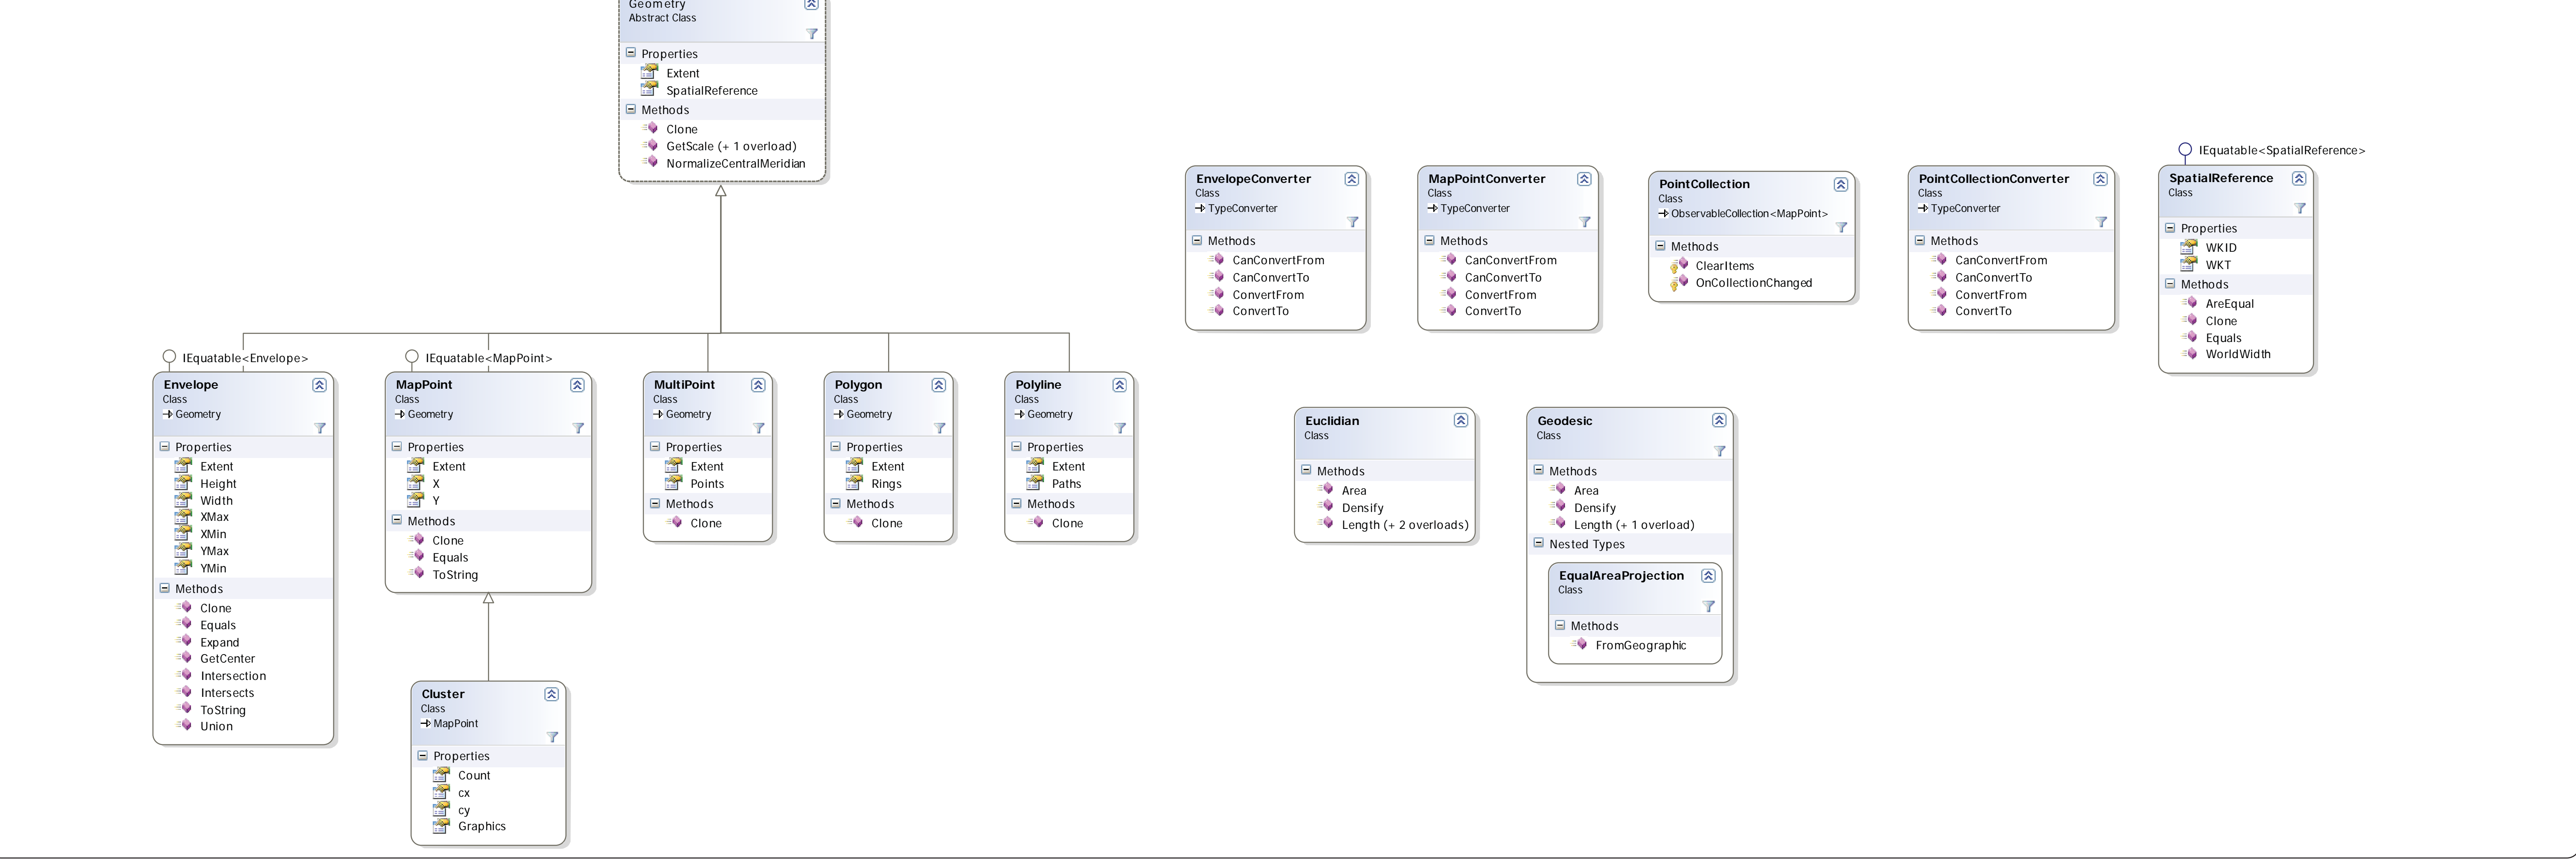 Geometry
Abstract Class
Properties
Extent
SpatialReference
Methods
Clone
GetScale (+ 1 overload)
NormalizeCentralMeridian
EnvelopeConverter
Class
TypeConverter
Methods
CanConvertFrom
CanConvertTo
ConvertFrom
ConvertTo
MapPointConverter
Class
TypeConverter
Methods
CanConvertFrom
CanConvertTo
ConvertFrom
ConvertTo
PointCollection
Class
ObservableCollection<MapPoint>
Methods
ClearItems
OnCollectionChanged
PointCollectionConverter
Class
TypeConverter
Methods
CanConvertFrom
CanConvertTo
ConvertFrom
ConvertTo
IEquatable<SpatialReference>
SpatialReference
Class
Properties
WKID
WKT
Methods
AreEqual
Clone
Equals
WorldWidth
IEquatable<Envelope>
Envelope
Class
Geometry
Properties
Extent
Height
Width
XMax
XMin
YMax
YMin
Methods
Clone
Equals
Expand
GetCenter
Intersection
Intersects
ToString
Union
IEquatable<MapPoint>
MapPoint
Class
Geometry
Properties
Extent
X
Y
Methods
Clone
Equals
ToString
MultiPoint
Class
Geometry
Properties
Extent
Points
Methods
Clone
Polygon
Class
Geometry
Properties
Extent
Rings
Methods
Clone
Polyline
Class
Geometry
Properties
Extent
Paths
Methods
Clone
Euclidian
Class
Methods
Area
Densify
Length (+ 2 overloads)
Geodesic
Class
Methods
Area
Densify
Length (+ 1 overload)
Nested Types
EqualAreaProjection
Class
Methods
FromGeographic
Cluster
Class
MapPoint
Properties
Count
cx
cy
Graphics